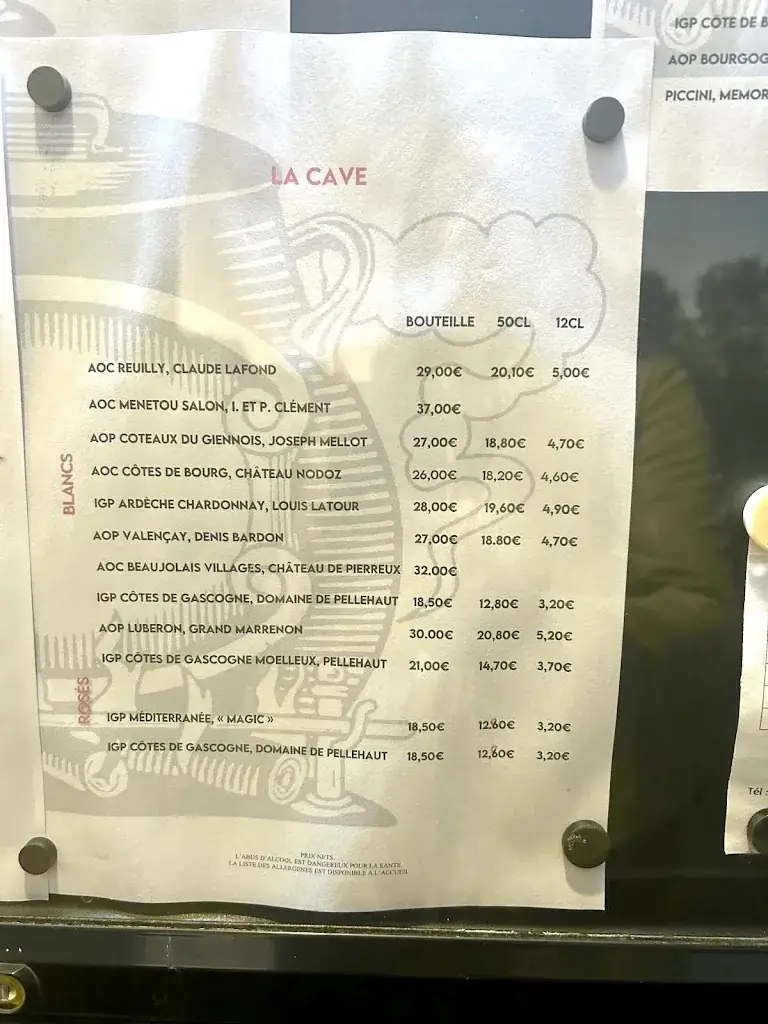 LA CAVE
BOUTEILLE 50CL 12CL
BLANCS
AOC REUILLY, CLAUDE LAFOND 29,00€ 20,10€ 5,00€
AOC MENETOU SALON, I. ET P. CLÉMENT 37,00€
AOP COTEAUX DU GIENNOIS, JOSEPH MELLOT 27,00€ 18,80€ 4,70€
AOC CÔTES DE BOURG, CHÂTEAU NODOZ 26,00€ 18,20€ 4,60€
IGP ARDÈCHE CHARDONNAY, LOUIS LATOUR 28,00€ 19,60€ 4,90€
AOP VALENÇAY, DENIS BARDON 27,00€ 18.80€ 4,70€
AOC BEAUJOLAIS VILLAGES, CHÂTEAU DE PIERREUX 32.00€
IGP CÔTES DE GASCOGNE, DOMAINE DE PELLEHAUT 18,50€ 12,80€ 3,20€
AOP LUBERON, GRAND MARRENON 30.00€ 20,80€ 5,20€
IGP CÔTES DE GASCOGNE MOELLEUX, PELLEHAUT 21,00€ 14,70€ 3,70€
ROSÉS
IGP MÉDITERRANÉE, « MAGIC » 18,50€ 12.80€ 3,20€
IGP CÔTES DE GASCOGNE, DOMAINE DE PELLEHAUT 18,50€ 12,80€ 3,20€
PRIX NETS.
L'ABUS D'ALCOOL EST DANGEREUX POUR LA SANTE.
LA LISTE DES ALLERGENES EST DISPONIBLE A L'ACCUEIL
IGP CÔTE DE B
AOP BOURGOG
PICCINI, MEMOR
Tél :